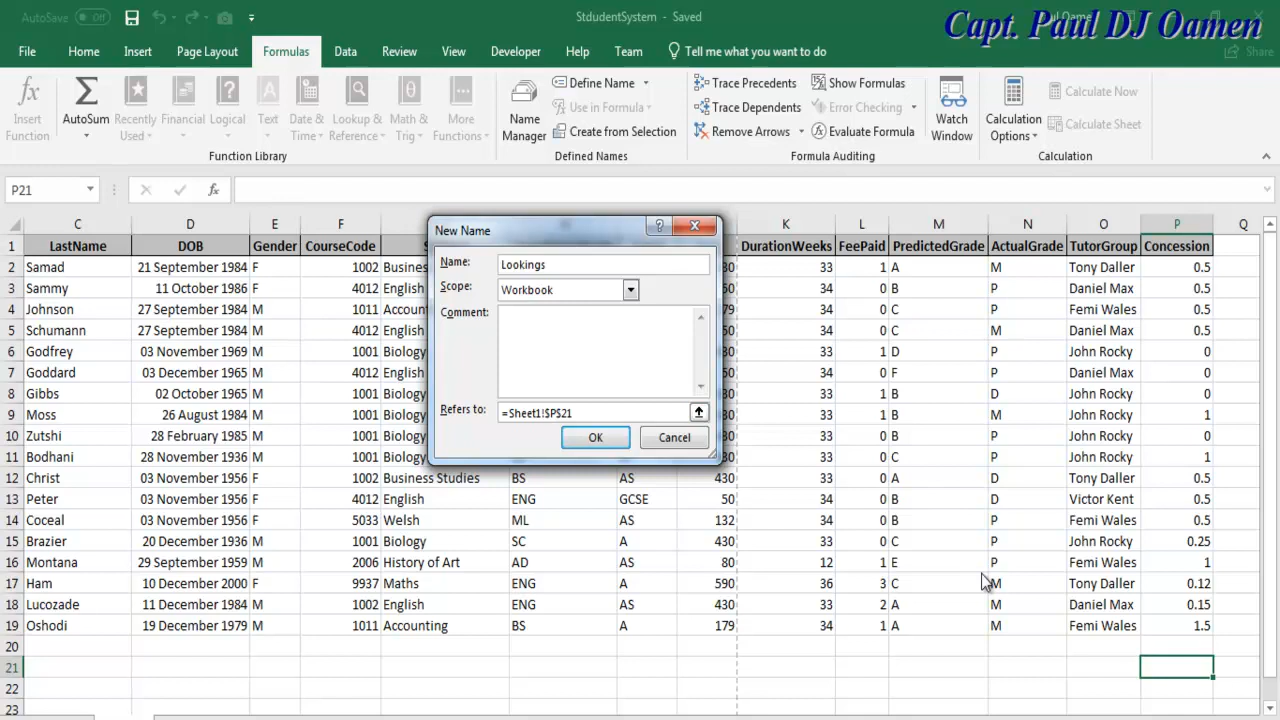 AutoSave Off StdudentSystem - Saved
Capt. Paul DJ Oamen
File Home Insert Page Layout Formulas Data Review View Developer Help Team Tell me what you want to do Share
Insert Function AutoSum Recently Used Financial Logical Text Date & Time Lookup & Reference Math & Trig More Functions
Function Library
Name Manager Define Name Use in Formula Create from Selection
Defined Names
Trace Precedents Trace Dependents Remove Arrows Show Formulas Error Checking Evaluate Formula
Formula Auditing
Watch Window Calculation Options Calculate Now Calculate Sheet
Calculation
P21 fx
C D E F K L M N O P Q
1 LastName DOB Gender CourseCode DurationWeeks FeePaid PredictedGrade ActualGrade TutorGroup Concession
2 Samad 21 September 1984 F 1002 33 1 A M Tony Daller 0.5
3 Sammy 11 October 1986 F 4012 English 34 0 B P Daniel Max 0.5
4 Johnson 27 September 1984 M 1011 34 0 C P Femi Wales 0.5
5 Schumann 27 September 1984 M 4012 English 34 0 C M Daniel Max 0.5
6 Godfrey 03 November 1969 M 1001 Biology 33 1 D P John Rocky 0
7 Goddard 03 December 1965 M 4012 English 34 0 F P Daniel Max 0
8 Gibbs 02 October 1965 M 1001 Biology 33 1 B D John Rocky 0
9 Moss 26 August 1984 M 1001 Biology 33 1 B M John Rocky 1
10 Zutshi 28 February 1985 M 1001 Biology 33 0 B P John Rocky 0
11 Bodhani 28 November 1936 M 1001 Biology 33 0 C P John Rocky 1
12 Christ 03 November 1956 F 1002 Business Studies BS AS 430 33 0 A D Tony Daller 0.5
13 Peter 03 November 1956 F 4012 English ENG GCSE 50 34 0 B D Victor Kent 0.5
14 Coceal 03 November 1956 F 5033 Welsh ML AS 132 34 0 B P Femi Wales 0.5
15 Brazier 20 December 1936 M 1001 Biology SC A 430 33 0 A P John Rocky 0.25
16 Montana 29 September 1959 M 2006 History of Art AD AS 80 12 1 E P Femi Wales 1
17 Ham 10 December 2000 F 9937 Maths ENG A 590 36 3 C M Tony Daller 0.12
18 Lucozade 11 December 1984 M 1002 English ENG AS 430 33 2 A M Daniel Max 0.15
19 Oshodi 19 December 1979 M 1011 Accounting BS A 179 34 1 A M Femi Wales 1.5
20
21
22
23
New Name
Name: Lookings
Scope: Workbook
Comment:
Refers to: =Sheet1!$P$21
OK Cancel